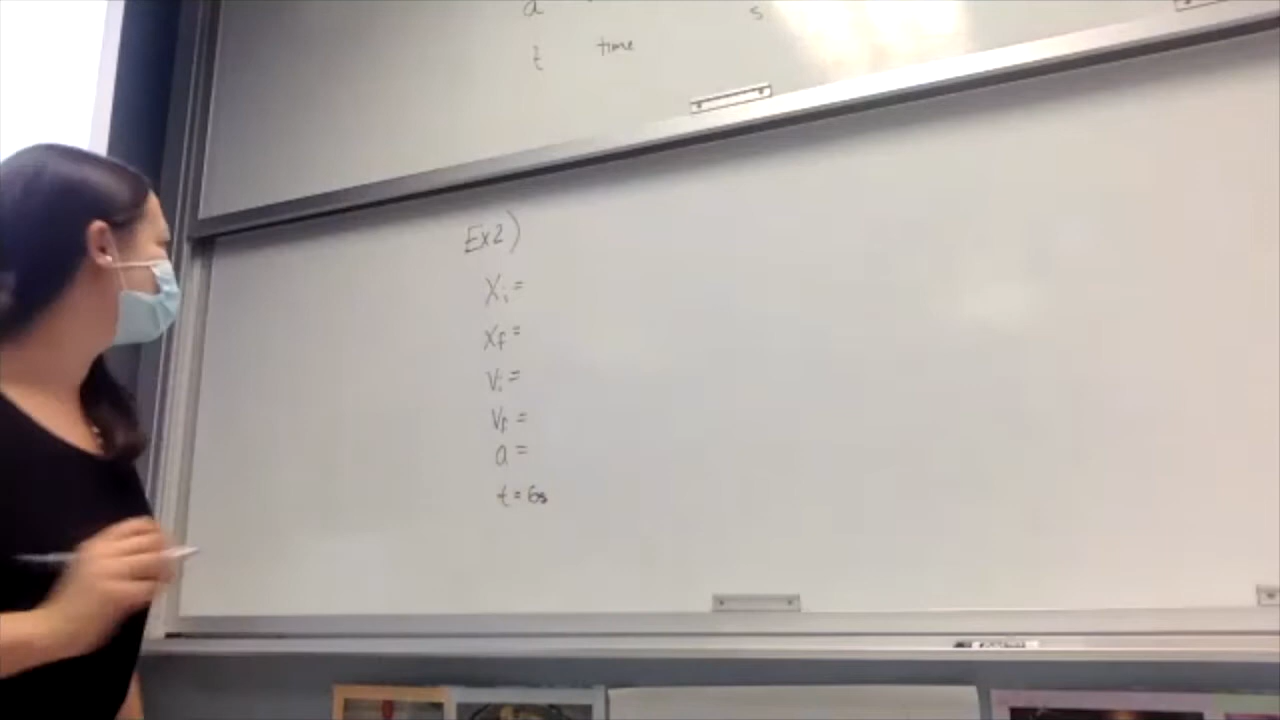 a s
t time
Ex2)
Xi =
Xf =
Vi =
Vf =
a =
t = 6s